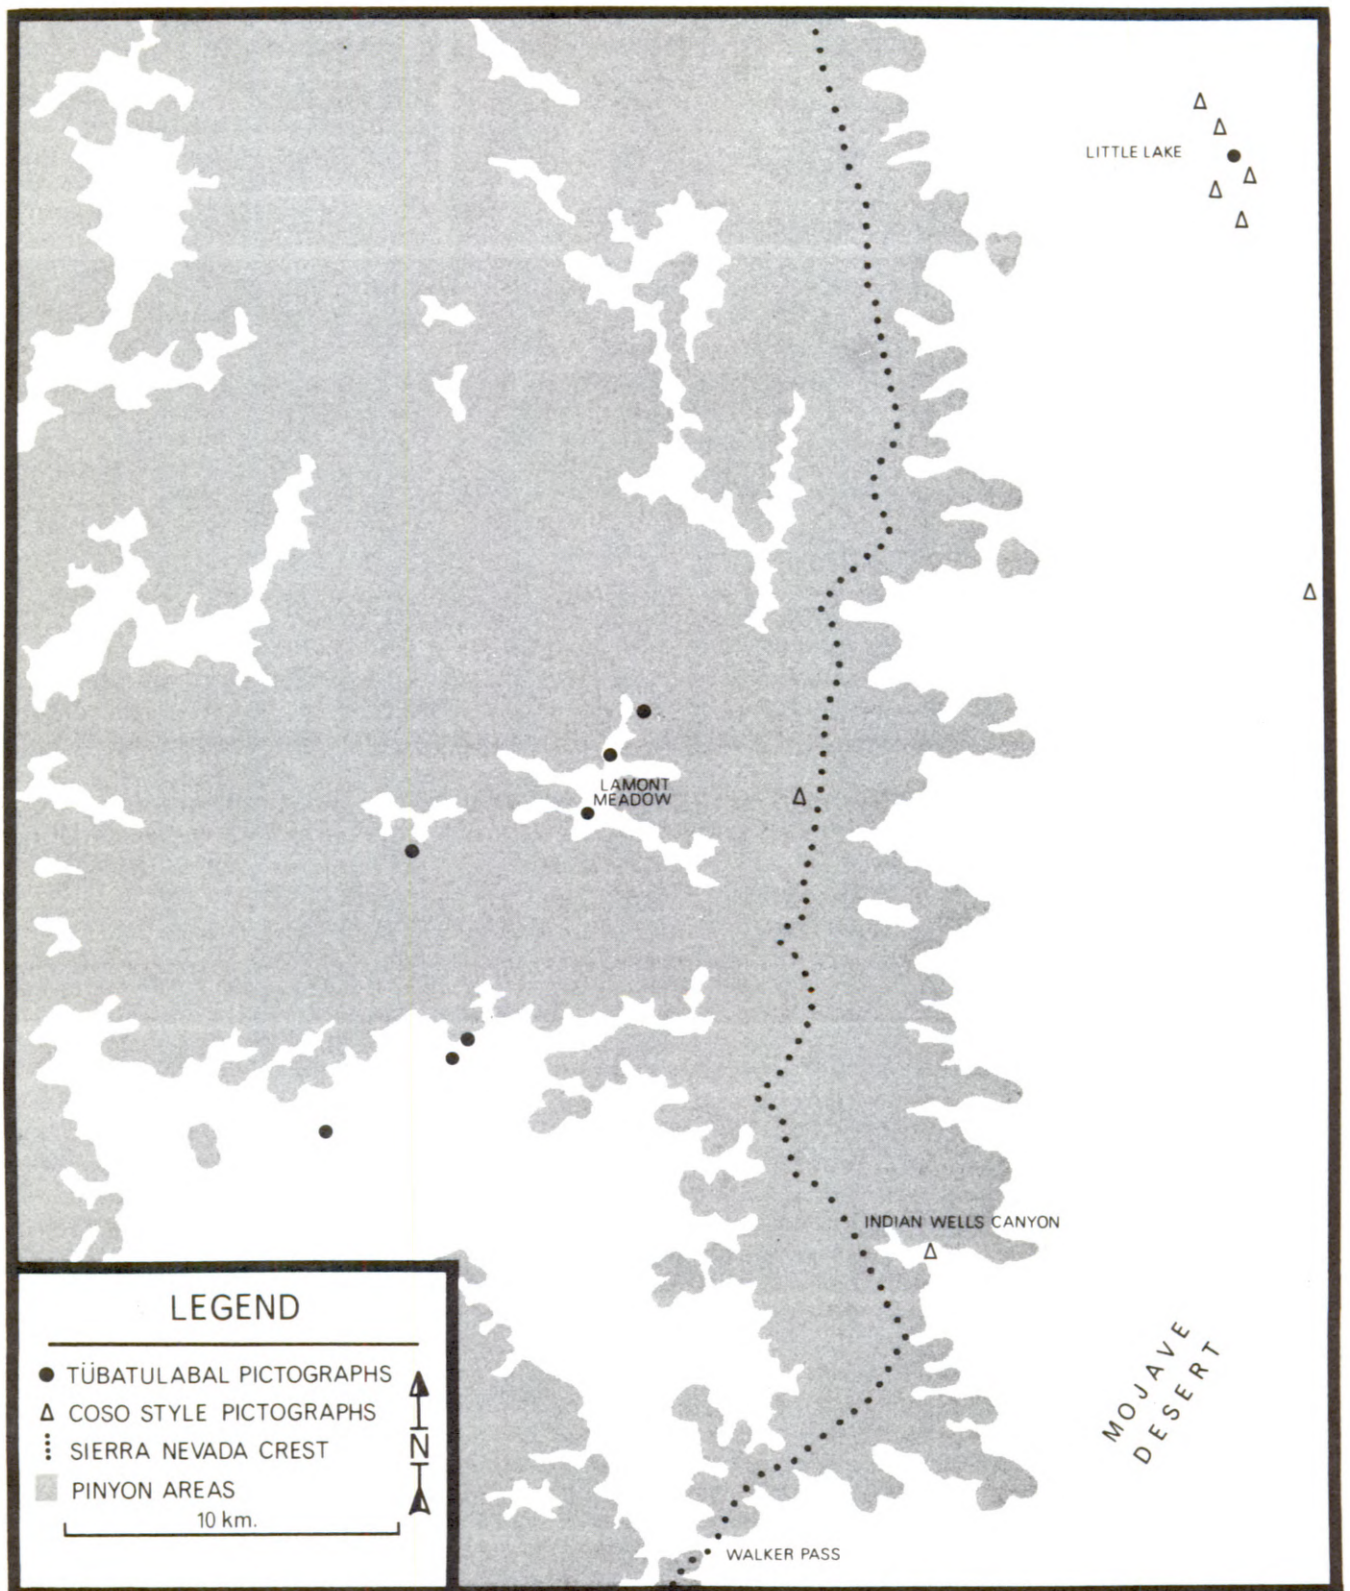 LITTLE LAKE
LAMONT
MEADOW
INDIAN WELLS CANYON
MOJAVE
DESERT
WALKER PASS
LEGEND
TÜBATULABAL PICTOGRAPHS
COSO STYLE PICTOGRAPHS
SIERRA NEVADA CREST
PINYON AREAS
N
10 km.